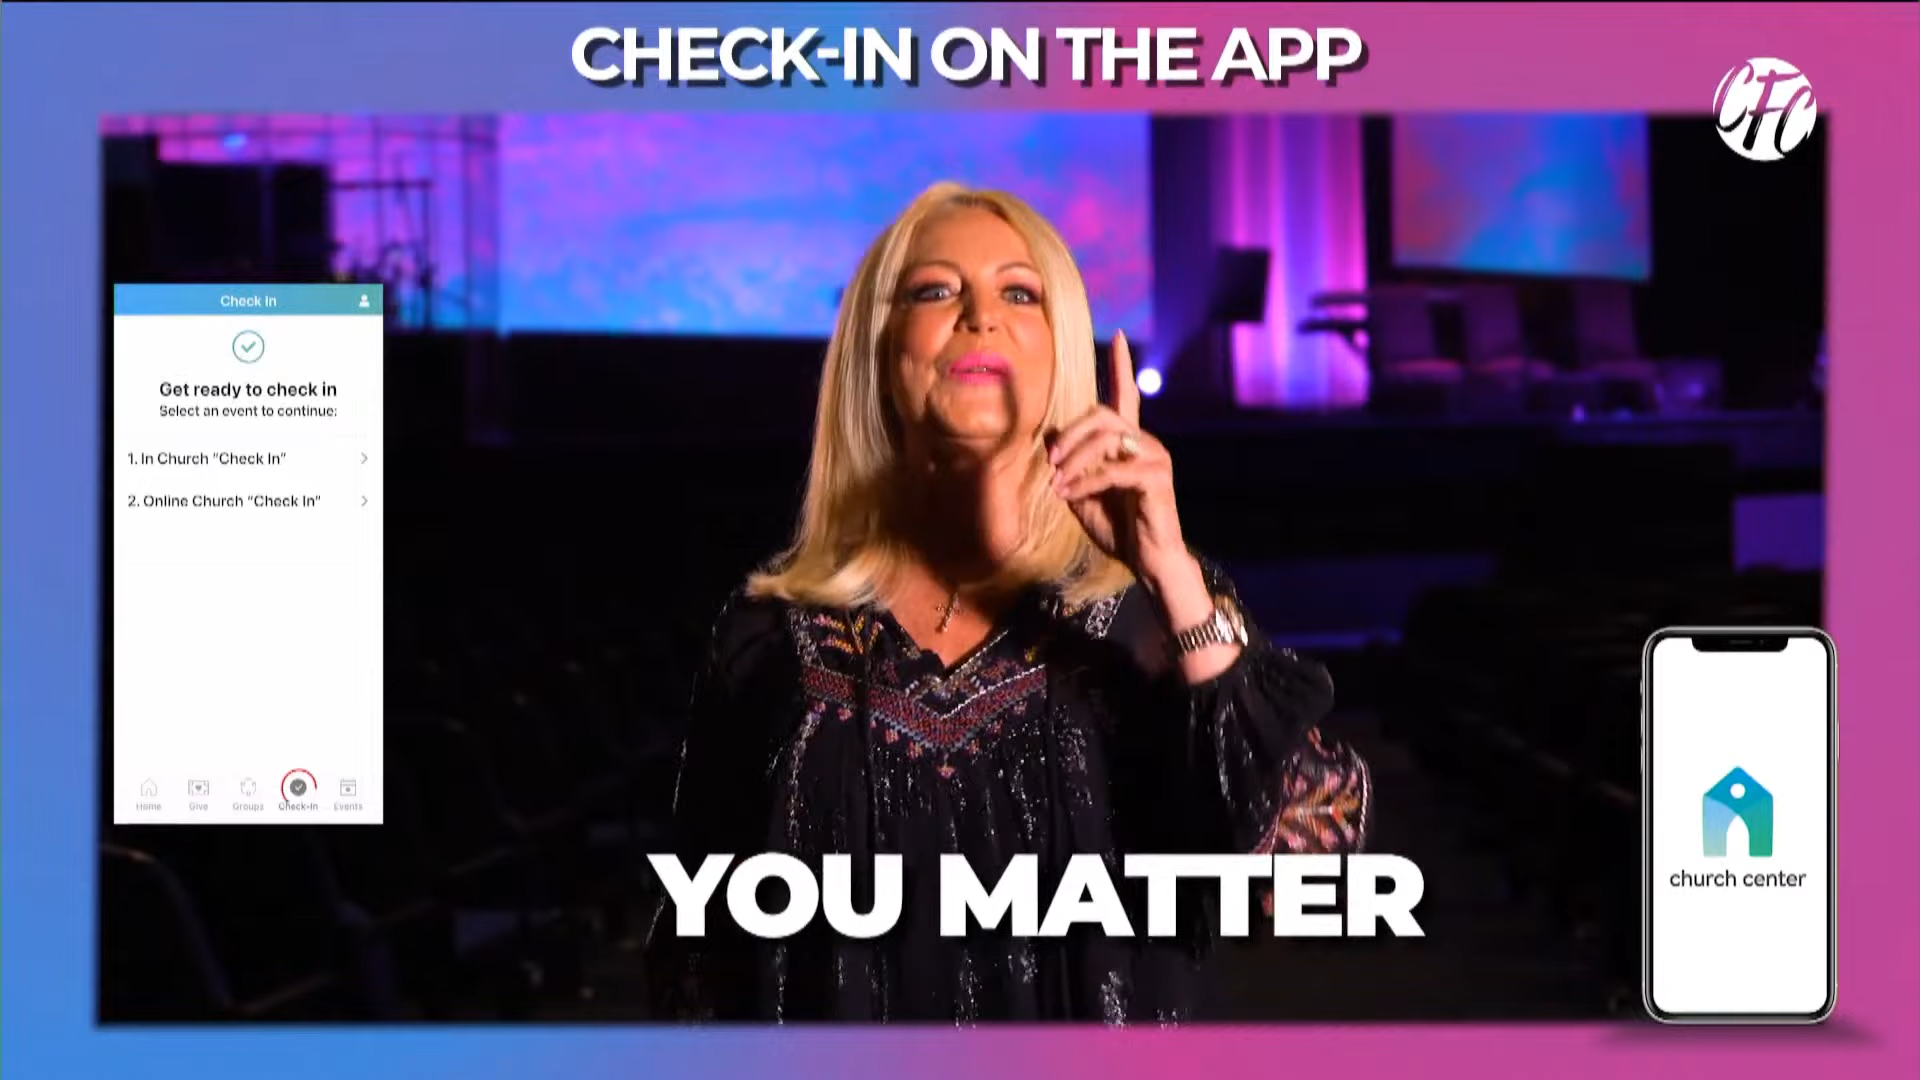 CHECK-IN ON THE APP
CFC
Check In
Get ready to check in
Select an event to continue:
1. In Church "Check In"
2. Online Church "Check In"
Home
Give
Groups
Check-In
Events
YOU MATTER
church center